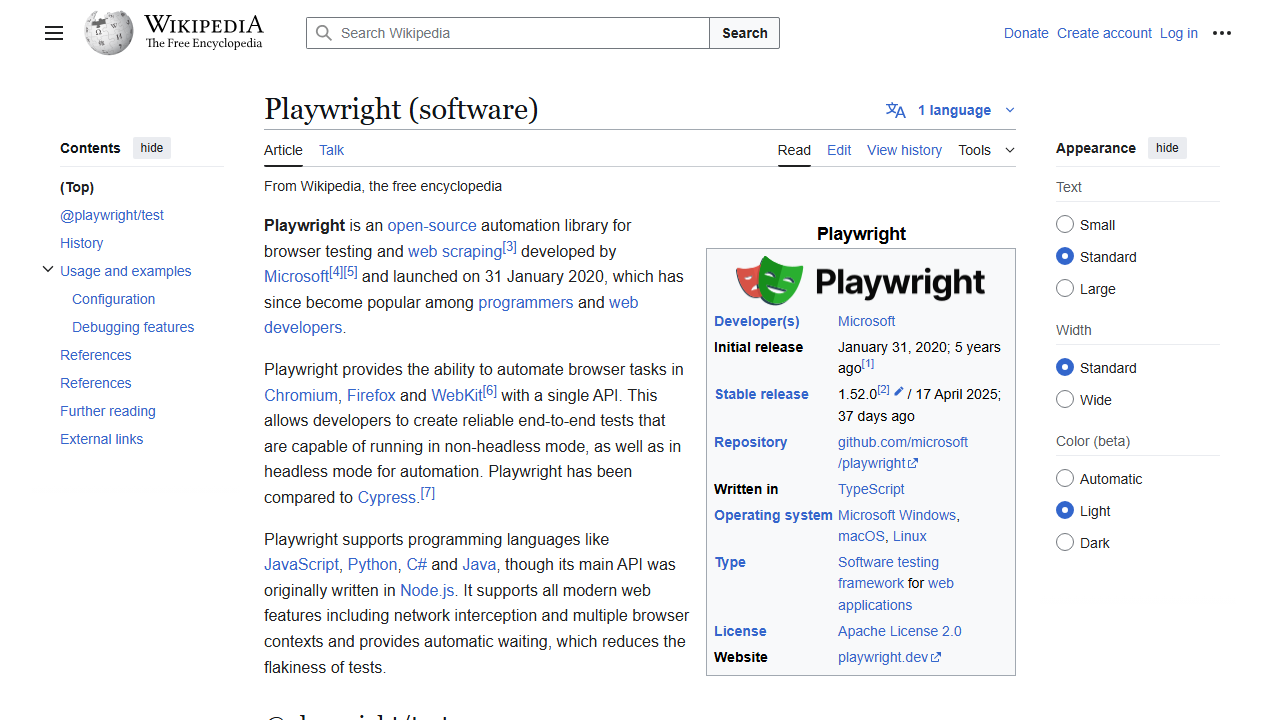 WIKIPEDIA
The Free Encyclopedia
Search Wikipedia
Search
Donate Create account Log in
Contents hide
(Top)
@playwright/test
History
Usage and examples
Configuration
Debugging features
References
References
Further reading
External links
Playwright (software)
1 language
Article Talk
Read Edit View history Tools
From Wikipedia, the free encyclopedia
Playwright is an open-source automation library for
browser testing and web scraping[3] developed by
Microsoft[4][5] and launched on 31 January 2020, which has
since become popular among programmers and web
developers.
Playwright provides the ability to automate browser tasks in
Chromium, Firefox and WebKit[6] with a single API. This
allows developers to create reliable end-to-end tests that
are capable of running in non-headless mode, as well as in
headless mode for automation. Playwright has been
compared to Cypress.[7]
Playwright supports programming languages like
JavaScript, Python, C# and Java, though its main API was
originally written in Node.js. It supports all modern web
features including network interception and multiple browser
contexts and provides automatic waiting, which reduces the
flakiness of tests.
Playwright
Playwright
Developer(s) Microsoft
Initial release January 31, 2020; 5 years
ago[1]
Stable release 1.52.0[2] / 17 April 2025;
37 days ago
Repository github.com/microsoft
/playwright
Written in TypeScript
Operating system Microsoft Windows,
macOS, Linux
Type Software testing
framework for web
applications
License Apache License 2.0
Website playwright.dev
@playwright/test
Appearance hide
Text
Small
Standard
Large
Width
Standard
Wide
Color (beta)
Automatic
Light
Dark